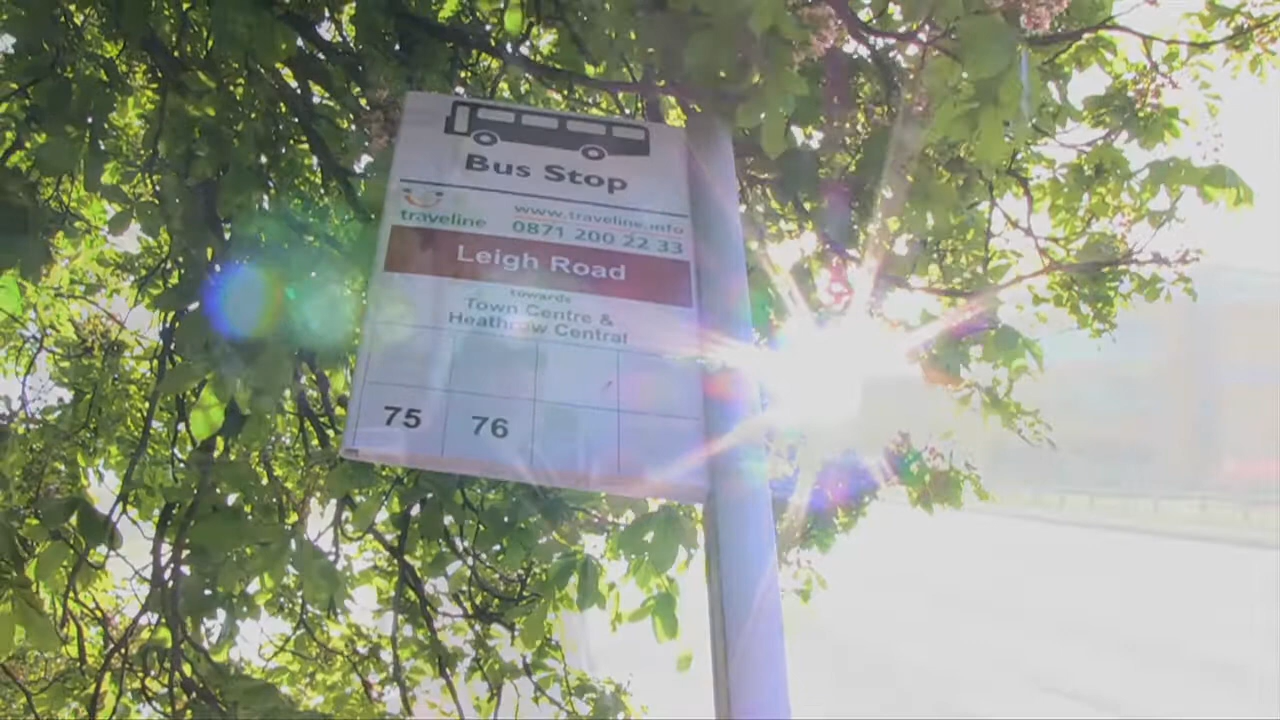 Bus Stop
traveline
www.traveline.info
0871 200 22 33
Leigh Road
towards
Town Centre &
Heathrow Central
75 76